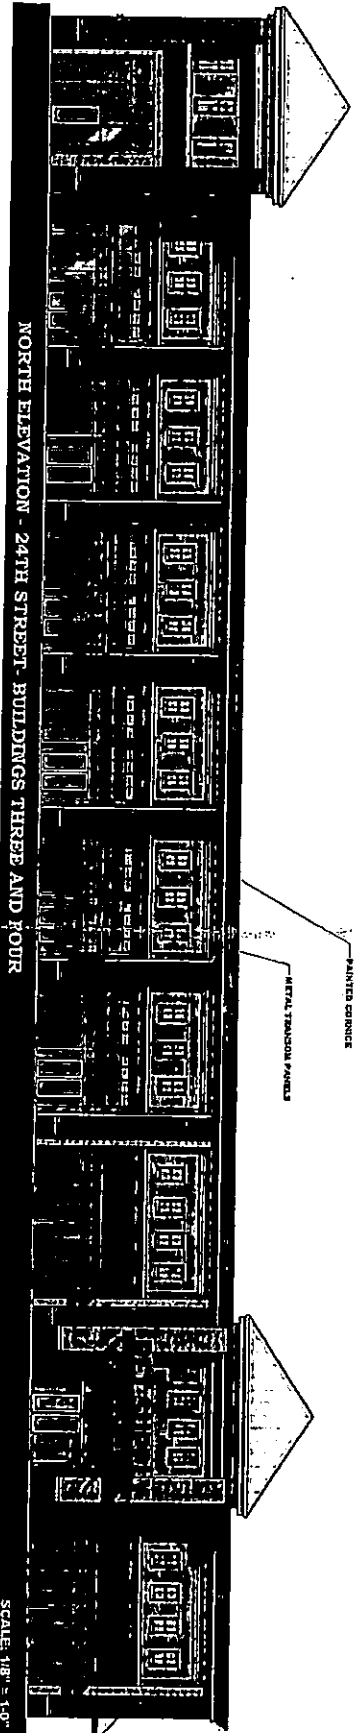 PAINTED CORNICE
METAL TRANSOM PANELS
NORTH ELEVATION - 24TH STREET- BUILDINGS THREE AND FOUR
SCALE: 1/8" = 1'-0"